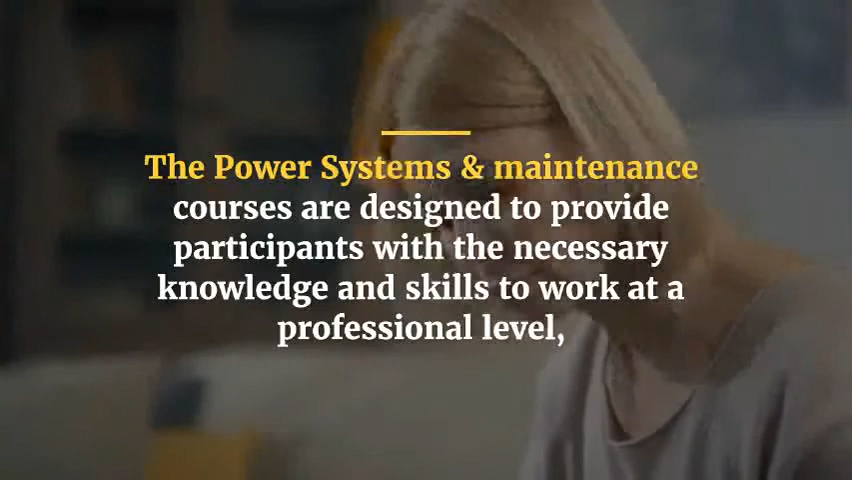 The Power Systems & maintenance
courses are designed to provide
participants with the necessary
knowledge and skills to work at a
professional level,